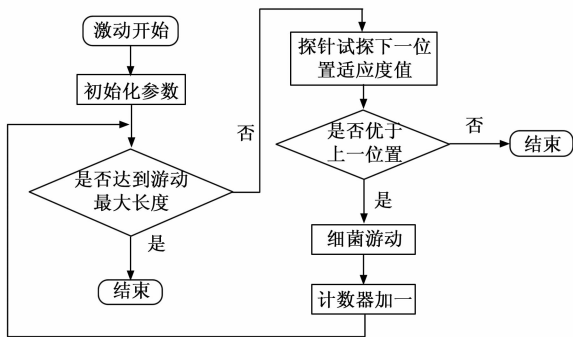 激动开始
初始化参数
是否达到游动
最大长度
是
结束
否
探针试探下一位
置适应度值
是否优于
上一位置
否
结束
是
细菌游动
计数器加一